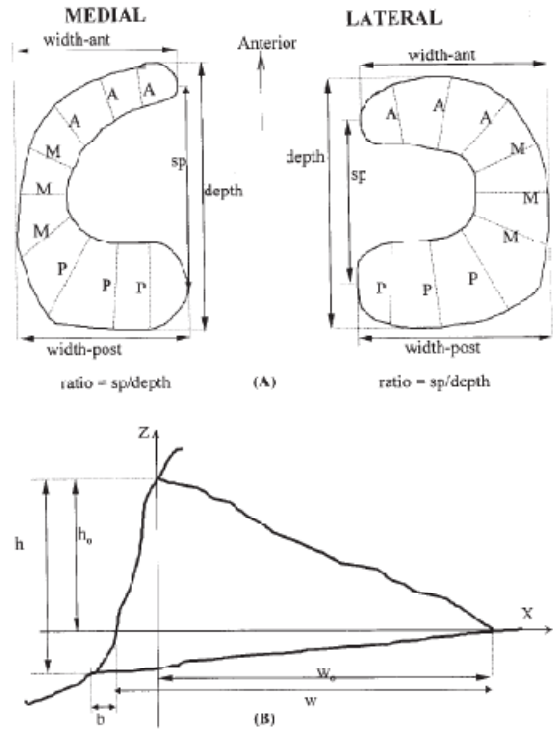 MEDIAL
LATERAL
width-ant
Anterior
width-ant
A
A
A
M
M
M
P
P
P
sp
depth
depth
sp
A
A
A
M
M
M
P
P
P
width-post
width-post
ratio = sp/depth
(A)
ratio = sp/depth
Z
h
h₀
X
w₀
w
b
(B)